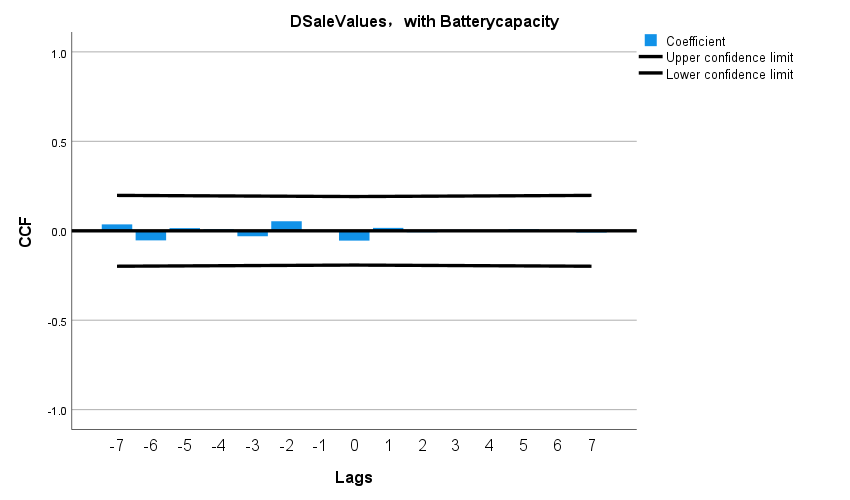 DSaleValues，with Batterycapacity
Coefficient
Upper confidence limit
Lower confidence limit
CCF
1.0
0.5
0.0
-0.5
-1.0
-7 -6 -5 -4 -3 -2 -1 0 1 2 3 4 5 6 7
Lags